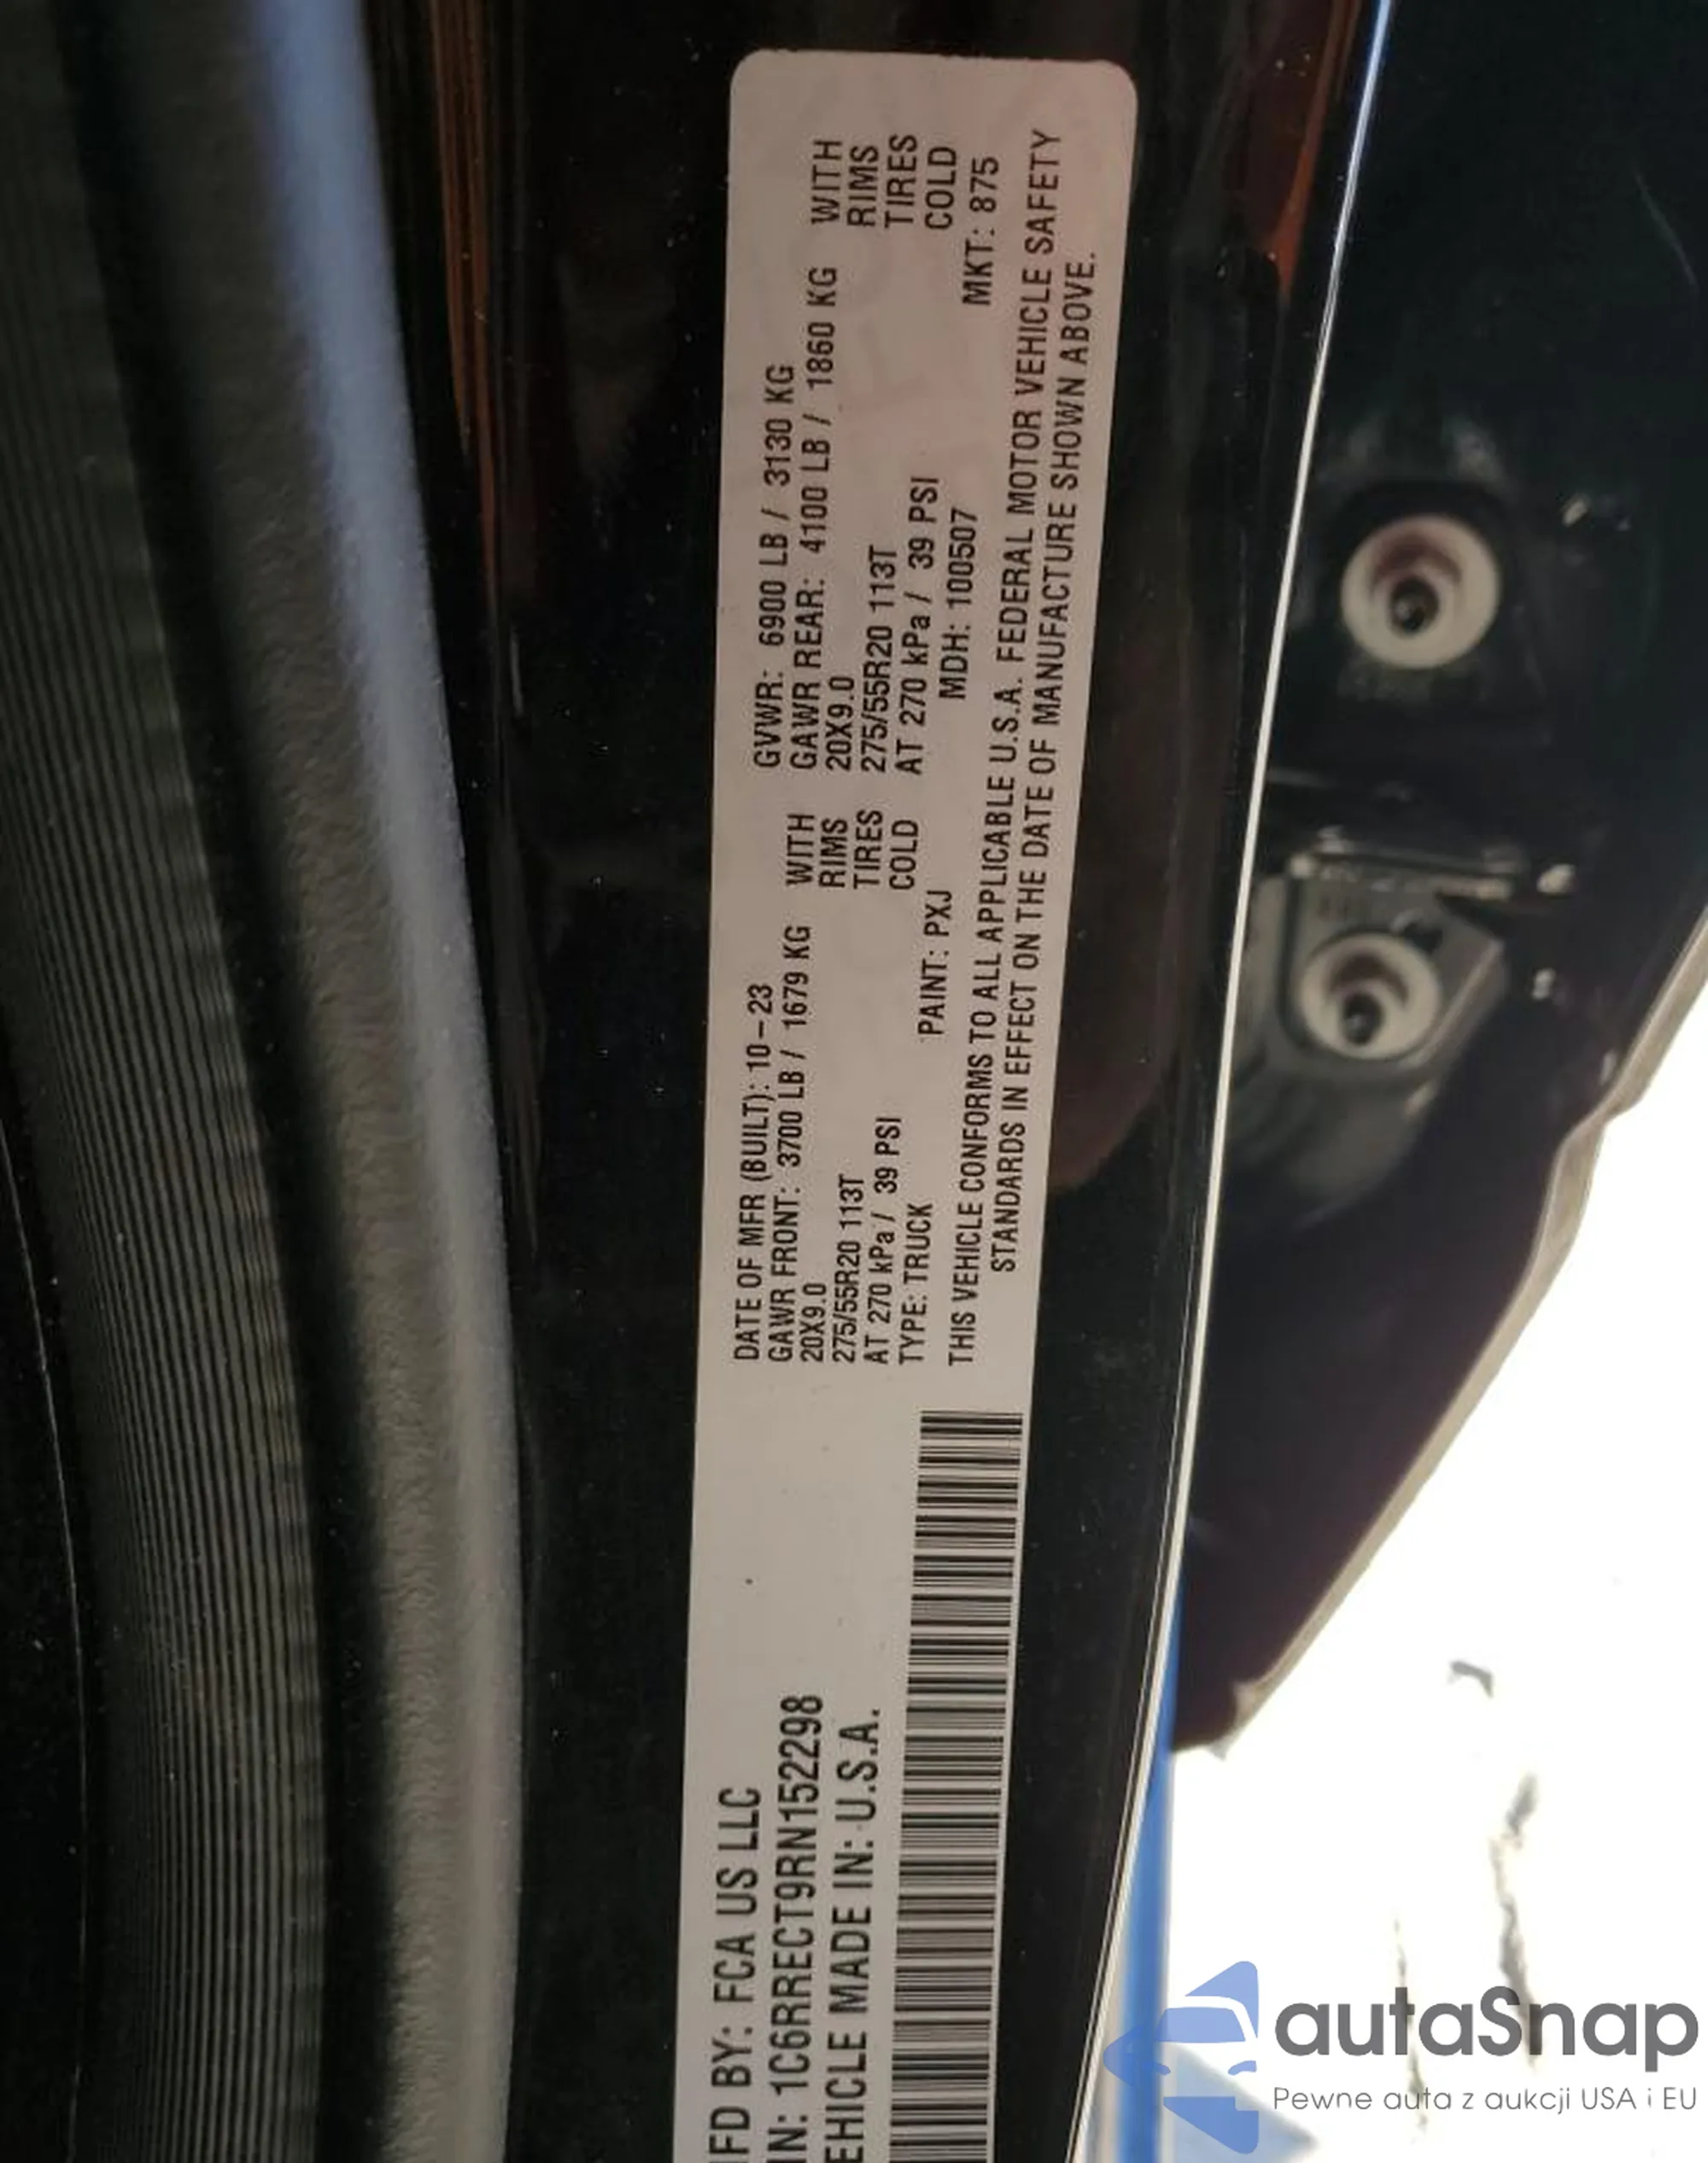 IFD BY: FCA US LLC
IN: 1C6RRECT9RN152298
EHICLE MADE IN: U.S.A.
DATE OF MFR (BUILT): 10-23 GVWR: 6900 LB / 3130 KG
GAWR FRONT: 3700 LB / 1679 KG WITH GAWR REAR: 4100 LB / 1860 KG WITH
20X9.0 RIMS 20X9.0 RIMS
275/55R20 113T TIRES 275/55R20 113T TIRES
AT 270 kPa / 39 PSI COLD AT 270 kPa / 39 PSI COLD
TYPE: TRUCK PAINT: PXJ MDH: 100507 MKT: 875
THIS VEHICLE CONFORMS TO ALL APPLICABLE U.S.A. FEDERAL MOTOR VEHICLE SAFETY
STANDARDS IN EFFECT ON THE DATE OF MANUFACTURE SHOWN ABOVE.
autaSnap
Pewne auta z aukcji USA i EU